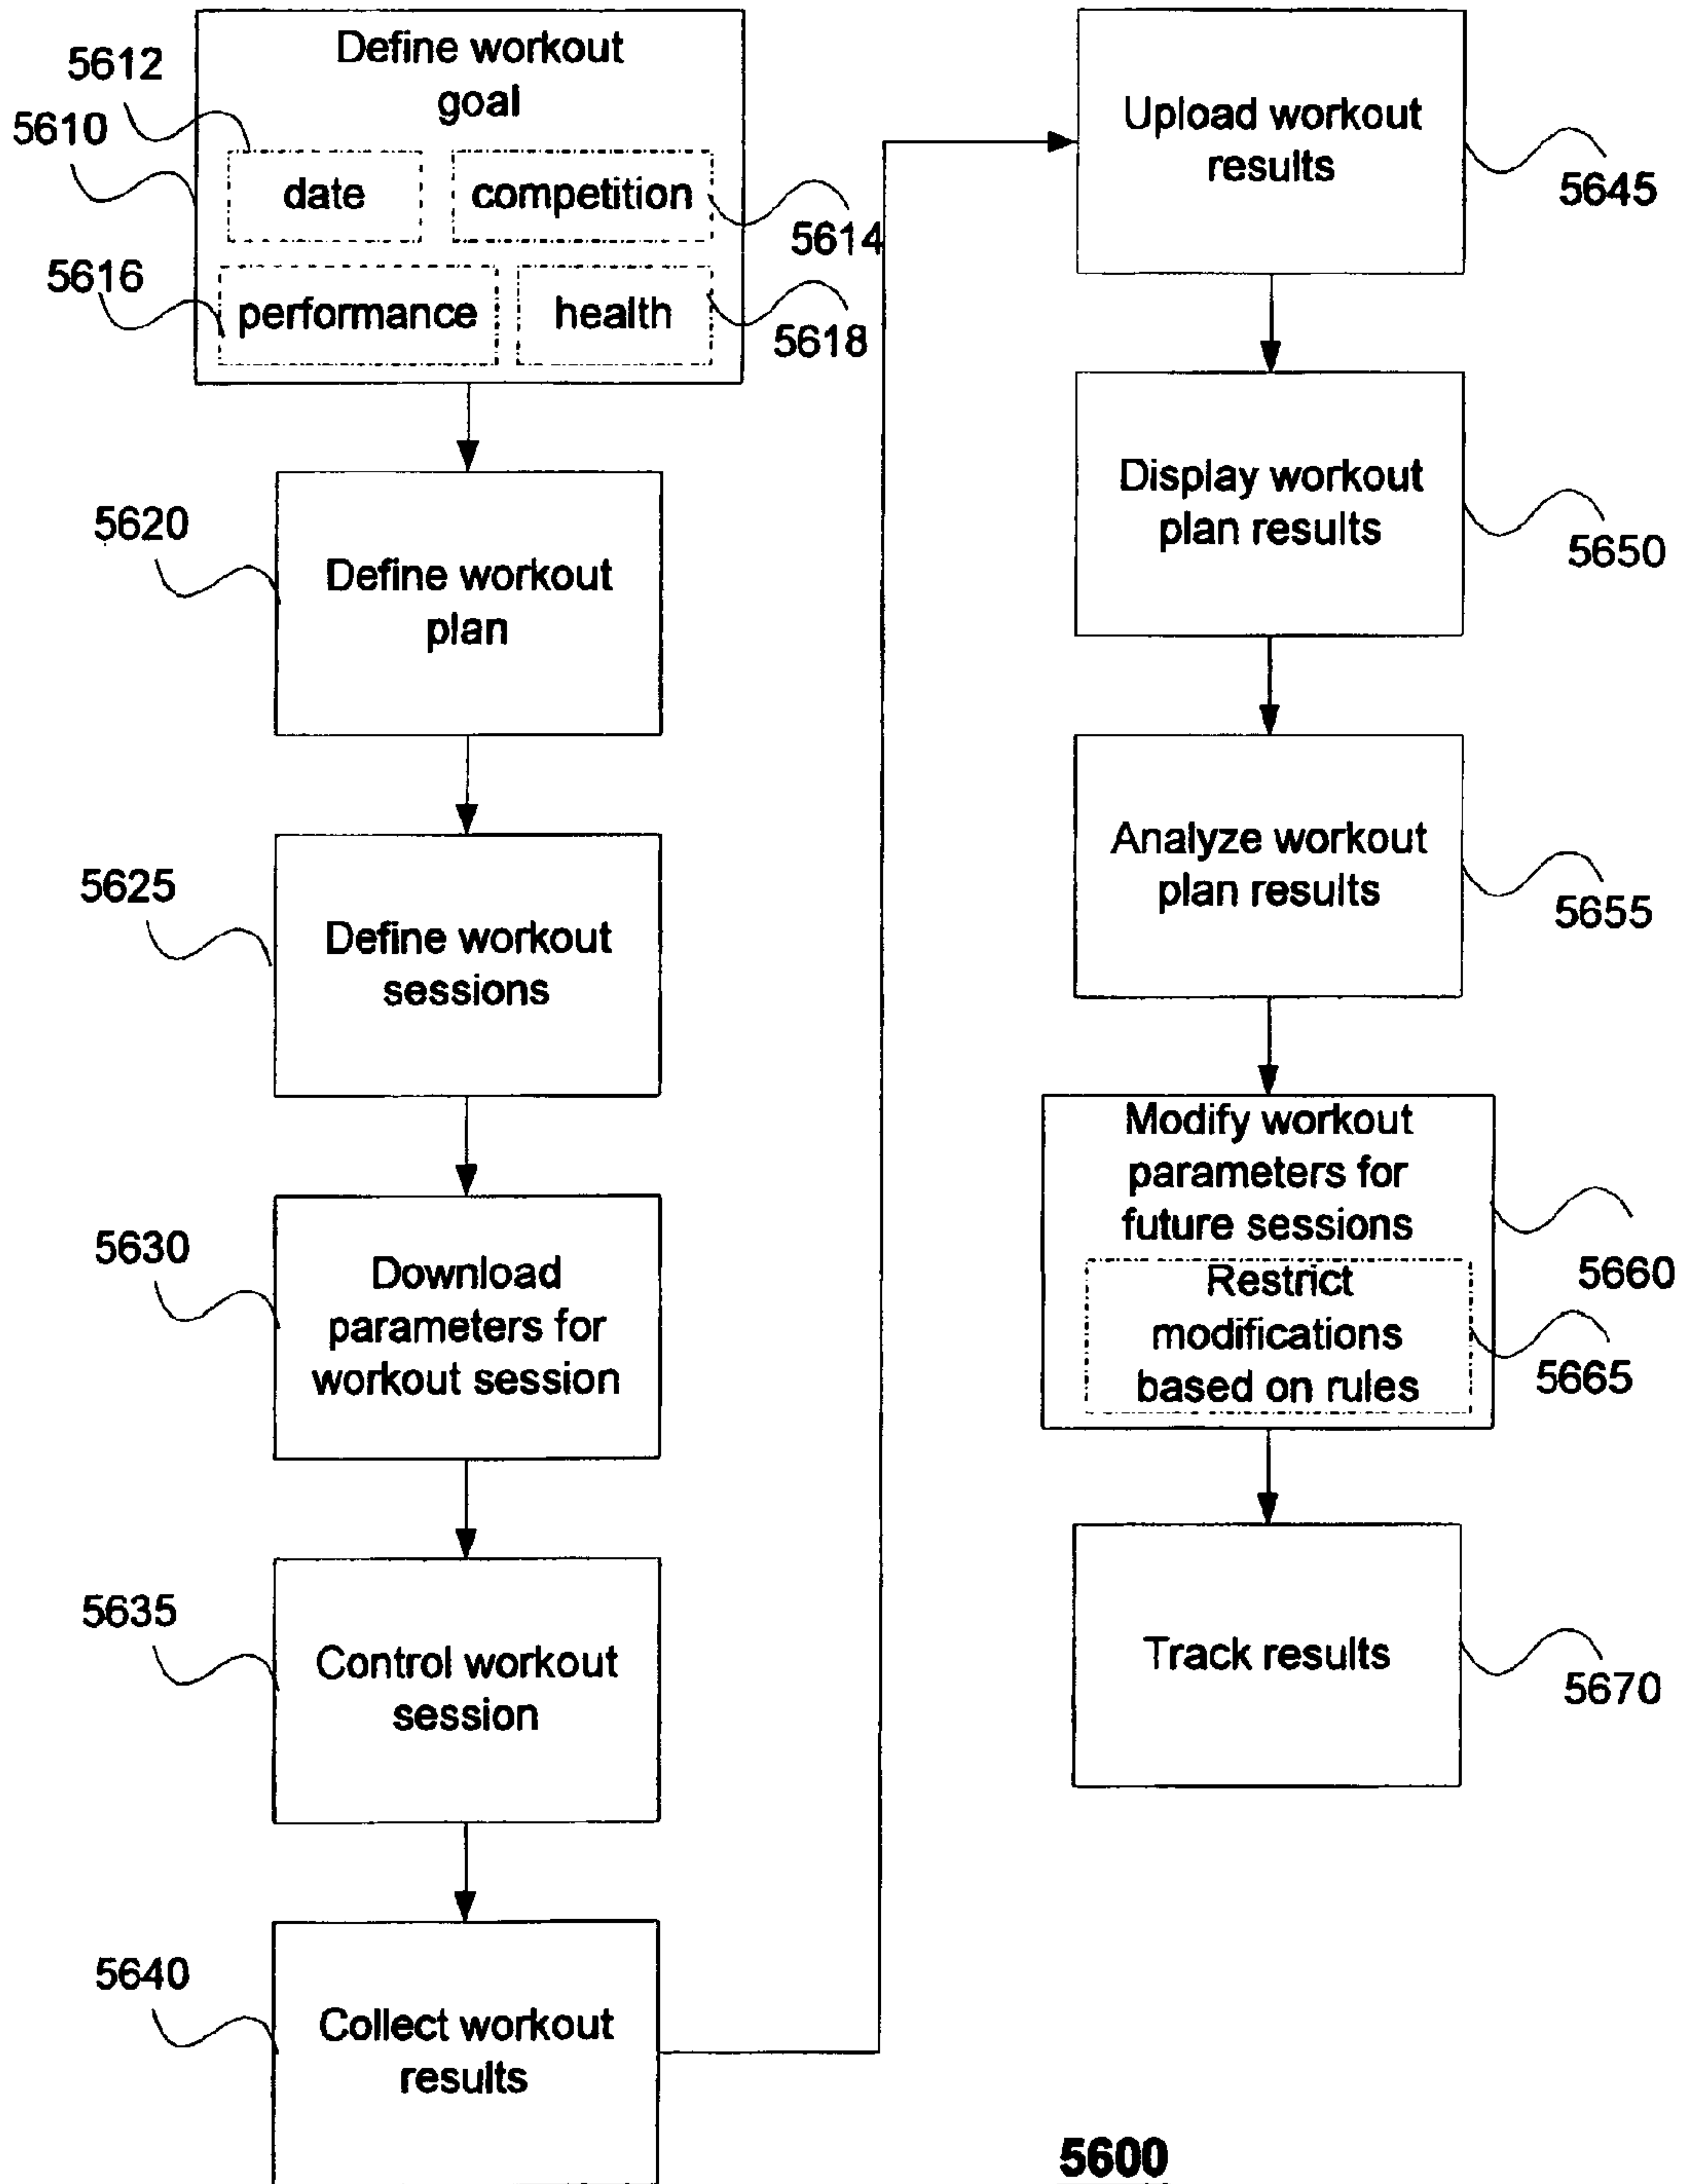 Define workout
goal
5612
5610
date
competition
5614
5616
performance
health
5618
5620
Define workout
plan
5625
Define workout
sessions
5630
Download
parameters for
workout session
5635
Control workout
session
5640
Collect workout
results
Upload workout
results
5645
Display workout
plan results
5650
Analyze workout
plan results
5655
Modify workout
parameters for
future sessions
5660
Restrict
modifications
based on rules
5665
Track results
5670
5600